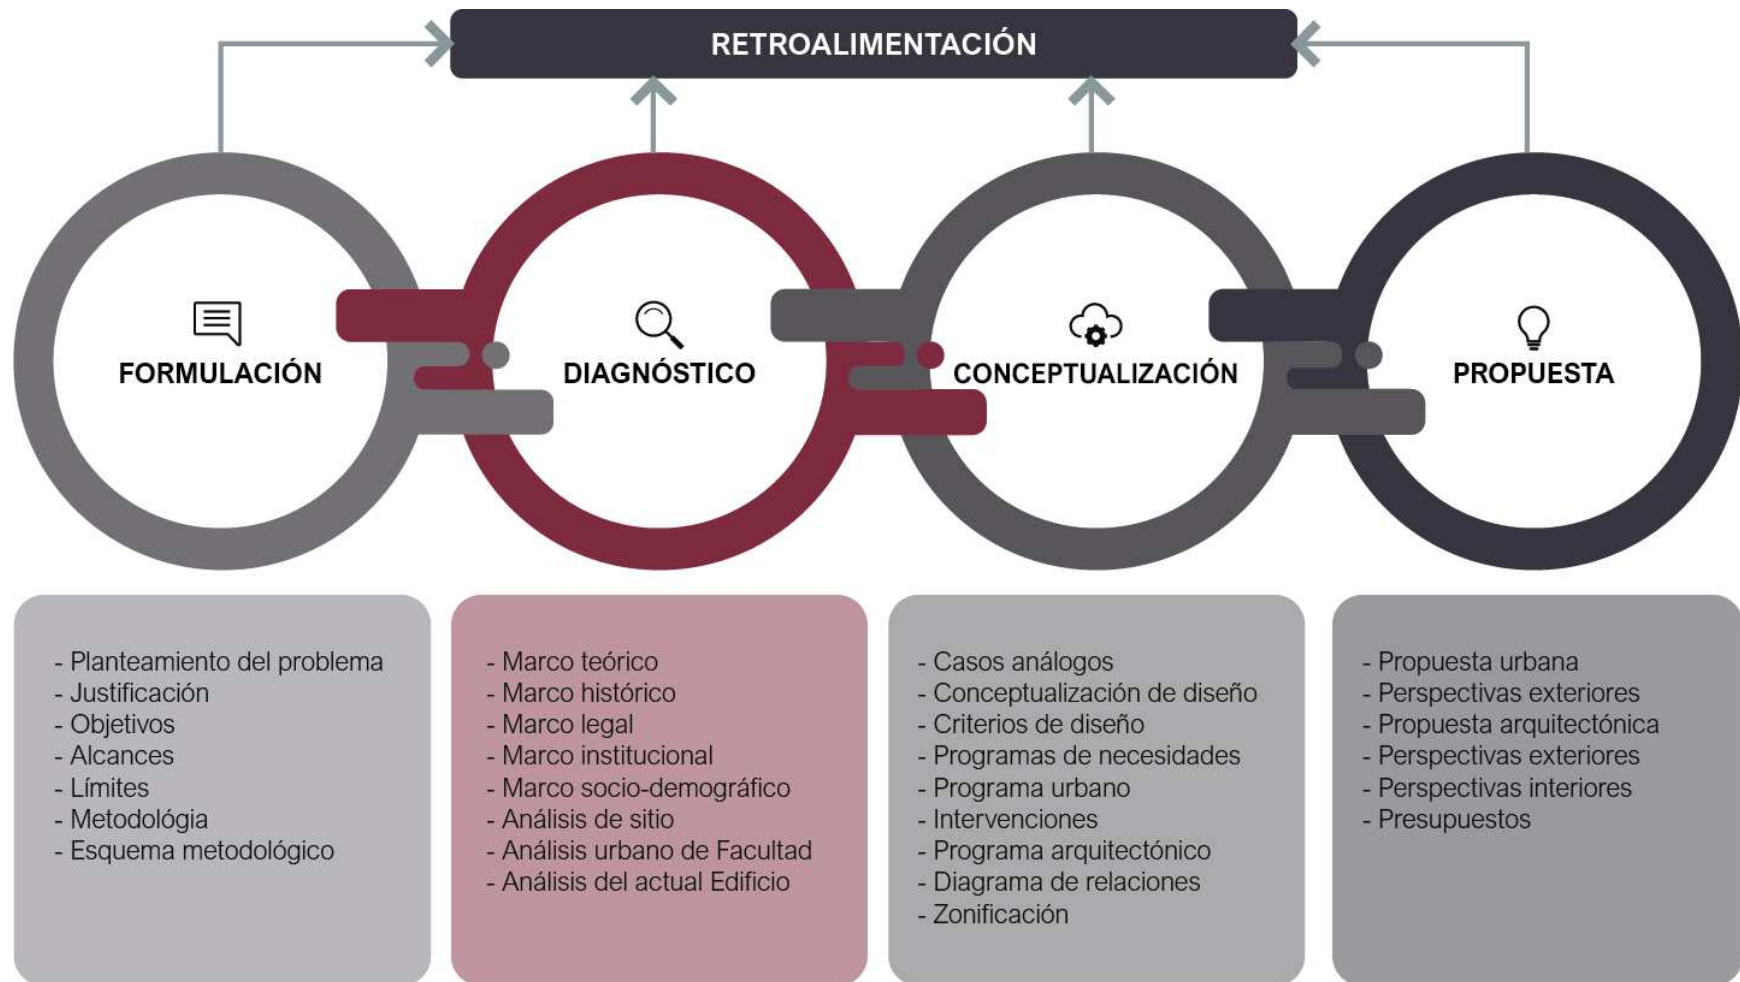 RETROALIMENTACIÓN
FORMULACIÓN
DIAGNÓSTICO
CONCEPTUALIZACIÓN
PROPUESTA
- Planteamiento del problema
- Justificación
- Objetivos
- Alcances
- Límites
- Metodológia
- Esquema metodológico
- Marco teórico
- Marco histórico
- Marco legal
- Marco institucional
- Marco socio-demográfico
- Análisis de sitio
- Análisis urbano de Facultad
- Análisis del actual Edificio
- Casos análogos
- Conceptualización de diseño
- Criterios de diseño
- Programas de necesidades
- Programa urbano
- Intervenciones
- Programa arquitectónico
- Diagrama de relaciones
- Zonificación
- Propuesta urbana
- Perspectivas exteriores
- Propuesta arquitectónica
- Perspectivas exteriores
- Perspectivas interiores
- Presupuestos